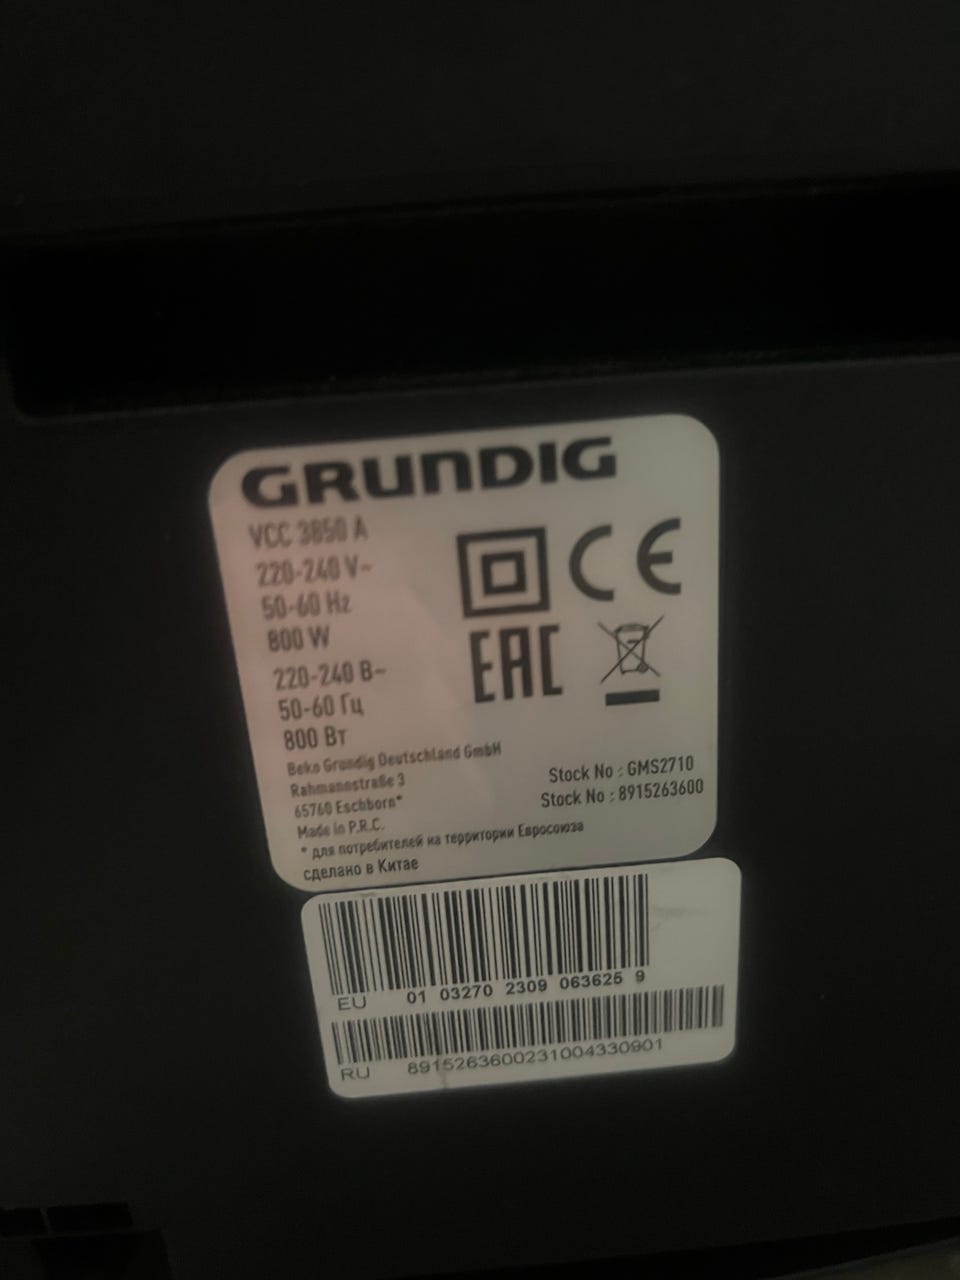 GRUNDIG
VCC 3850 A
220-240 V~
50-60 Hz
800 W
220-240 В~
50-60 Гц
800 Вт
CE
EAC
Beko Grundig Deutschland GmbH
Rahmannstraße 3
65760 Eschborn*
Made in P.R.C.
* для потребителей на территории Евросоюза
сделано в Китае
Stock No : GMS2710
Stock No : 8915263600
EU 01 03270 2309 063625 9
RU 8915263600231004330901